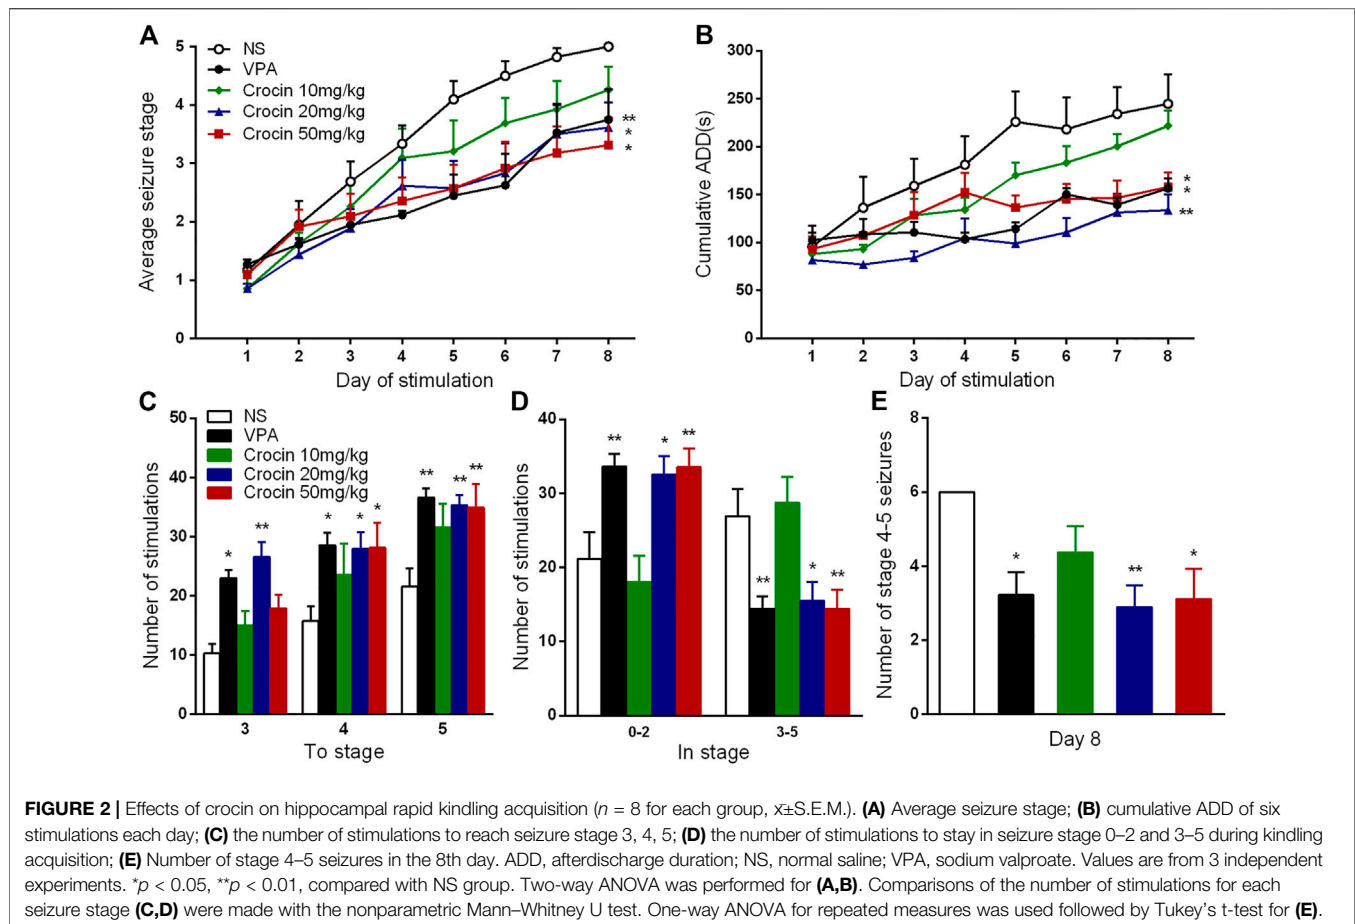 A
NS
VPA
Crocin 10mg/kg
Crocin 20mg/kg
Crocin 50mg/kg
Average seizure stage
5
4
3
2
1
0
**
*
*
1 2 3 4 5 6 7 8
Day of stimulation
B
Cumulative ADD(s)
300
250
200
150
100
50
0
*
*
**
1 2 3 4 5 6 7 8
Day of stimulation
C
NS
VPA
Crocin 10mg/kg
Crocin 20mg/kg
Crocin 50mg/kg
Number of stimulations
50
40
30
20
10
0
* ** * * * ** ** **
3 4 5
To stage
D
Number of stimulations
40
30
20
10
0
** * ** ** * **
0-2 3-5
In stage
E
Number of stage 4-5 seizures
8
6
4
2
0
* ** *
Day 8
FIGURE 2 | Effects of crocin on hippocampal rapid kindling acquisition (n = 8 for each group, x̄±S.E.M.). (A) Average seizure stage; (B) cumulative ADD of six
stimulations each day; (C) the number of stimulations to reach seizure stage 3, 4, 5; (D) the number of stimulations to stay in seizure stage 0–2 and 3–5 during kindling
acquisition; (E) Number of stage 4–5 seizures in the 8th day. ADD, afterdischarge duration; NS, normal saline; VPA, sodium valproate. Values are from 3 independent
experiments. *p < 0.05, **p < 0.01, compared with NS group. Two-way ANOVA was performed for (A,B). Comparisons of the number of stimulations for each
seizure stage (C,D) were made with the nonparametric Mann–Whitney U test. One-way ANOVA for repeated measures was used followed by Tukey's t-test for (E).